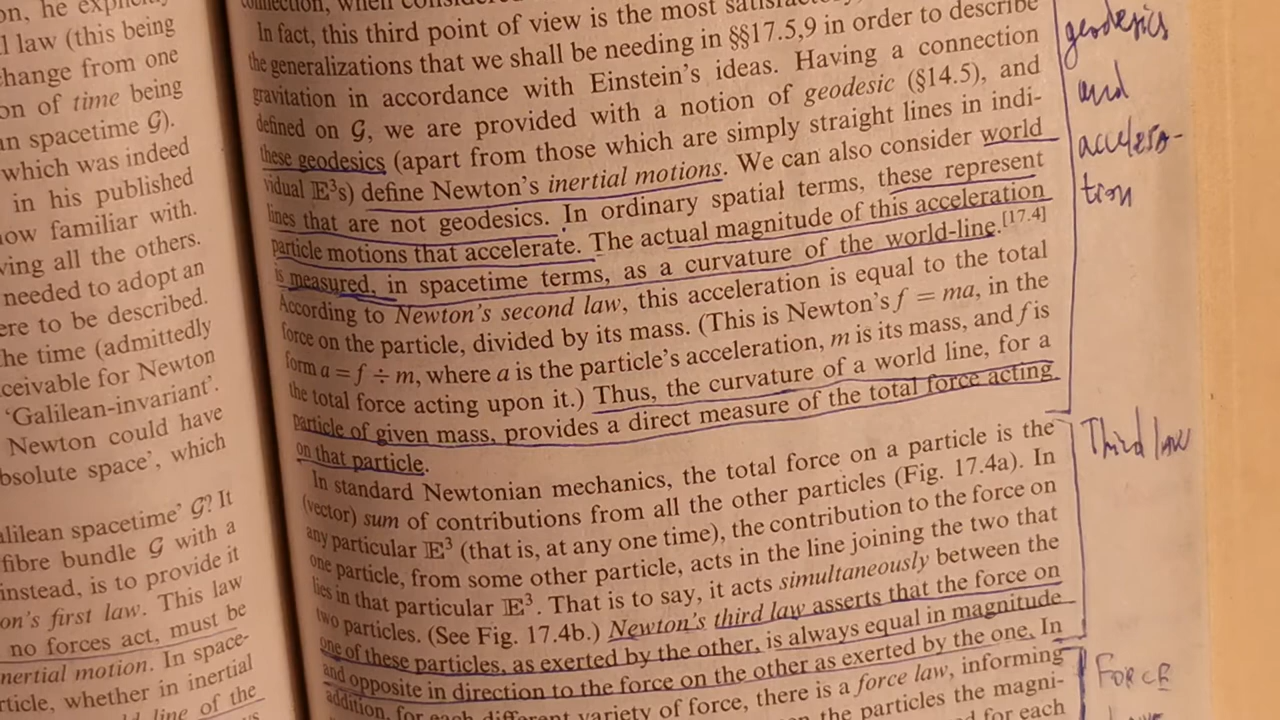 on, he
l law (this being
change from one
on of time being
an spacetime G).
which was indeed
in his published
now familiar with.
ving all the others.
needed to adopt an
ere to be described.
he time (admittedly
ceivable for Newton
'Galilean-invariant'.
Newton could have
bsolute space', which
alilean spacetime' G? It
fibre bundle G with a
instead, is to provide it
on's first law. This law
no forces act, must be
nertial motion. In space-
rticle, whether in inertial
line of the
connection, when
In fact, this third point of view is the most
the generalizations that we shall be needing in §§17.5,9 in order to describe
gravitation in accordance with Einstein's ideas. Having a connection
defined on G, we are provided with a notion of geodesic (§14.5), and
these geodesics (apart from those which are simply straight lines in indi-
vidual 𝔼³s) define Newton's inertial motions. We can also consider world
lines that are not geodesics. In ordinary spatial terms, these represent
particle motions that accelerate. The actual magnitude of this acceleration
is measured, in spacetime terms, as a curvature of the world-line.[17.4]
According to Newton's second law, this acceleration is equal to the total
force on the particle, divided by its mass. (This is Newton's f = ma, in the
form a = f ÷ m, where a is the particle's acceleration, m is its mass, and f is
the total force acting upon it.) Thus, the curvature of a world line, for a
particle of given mass, provides a direct measure of the total force acting
on that particle.
In standard Newtonian mechanics, the total force on a particle is the
(vector) sum of contributions from all the other particles (Fig. 17.4a). In
any particular 𝔼³ (that is, at any one time), the contribution to the force on
one particle, from some other particle, acts in the line joining the two that
lies in that particular 𝔼³. That is to say, it acts simultaneously between the
two particles. (See Fig. 17.4b.) Newton's third law asserts that the force on
one of these particles, as exerted by the other, is always equal in magnitude
and opposite in direction to the force on the other as exerted by the one. In
addition, for each different variety of force, there is a force law, informing
the particles the magni-
for each
geodesics
and
accelera-
tion
Third law
Force